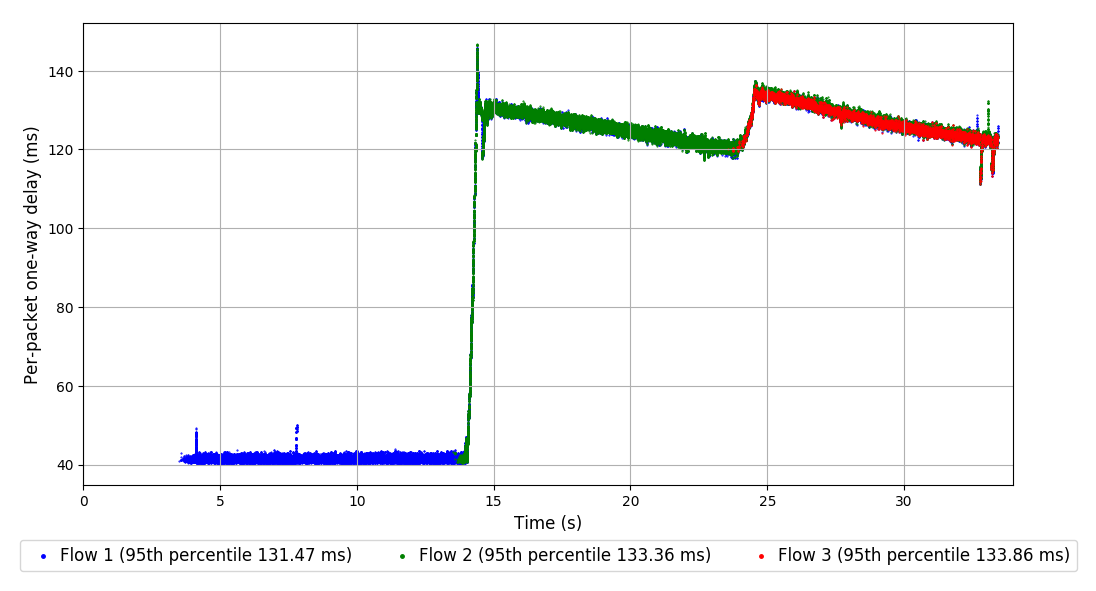 Per-packet one-way delay (ms)
140
120
100
80
60
40
0 5 10 15 20 25 30
Time (s)
Flow 1 (95th percentile 131.47 ms) Flow 2 (95th percentile 133.36 ms) Flow 3 (95th percentile 133.86 ms)